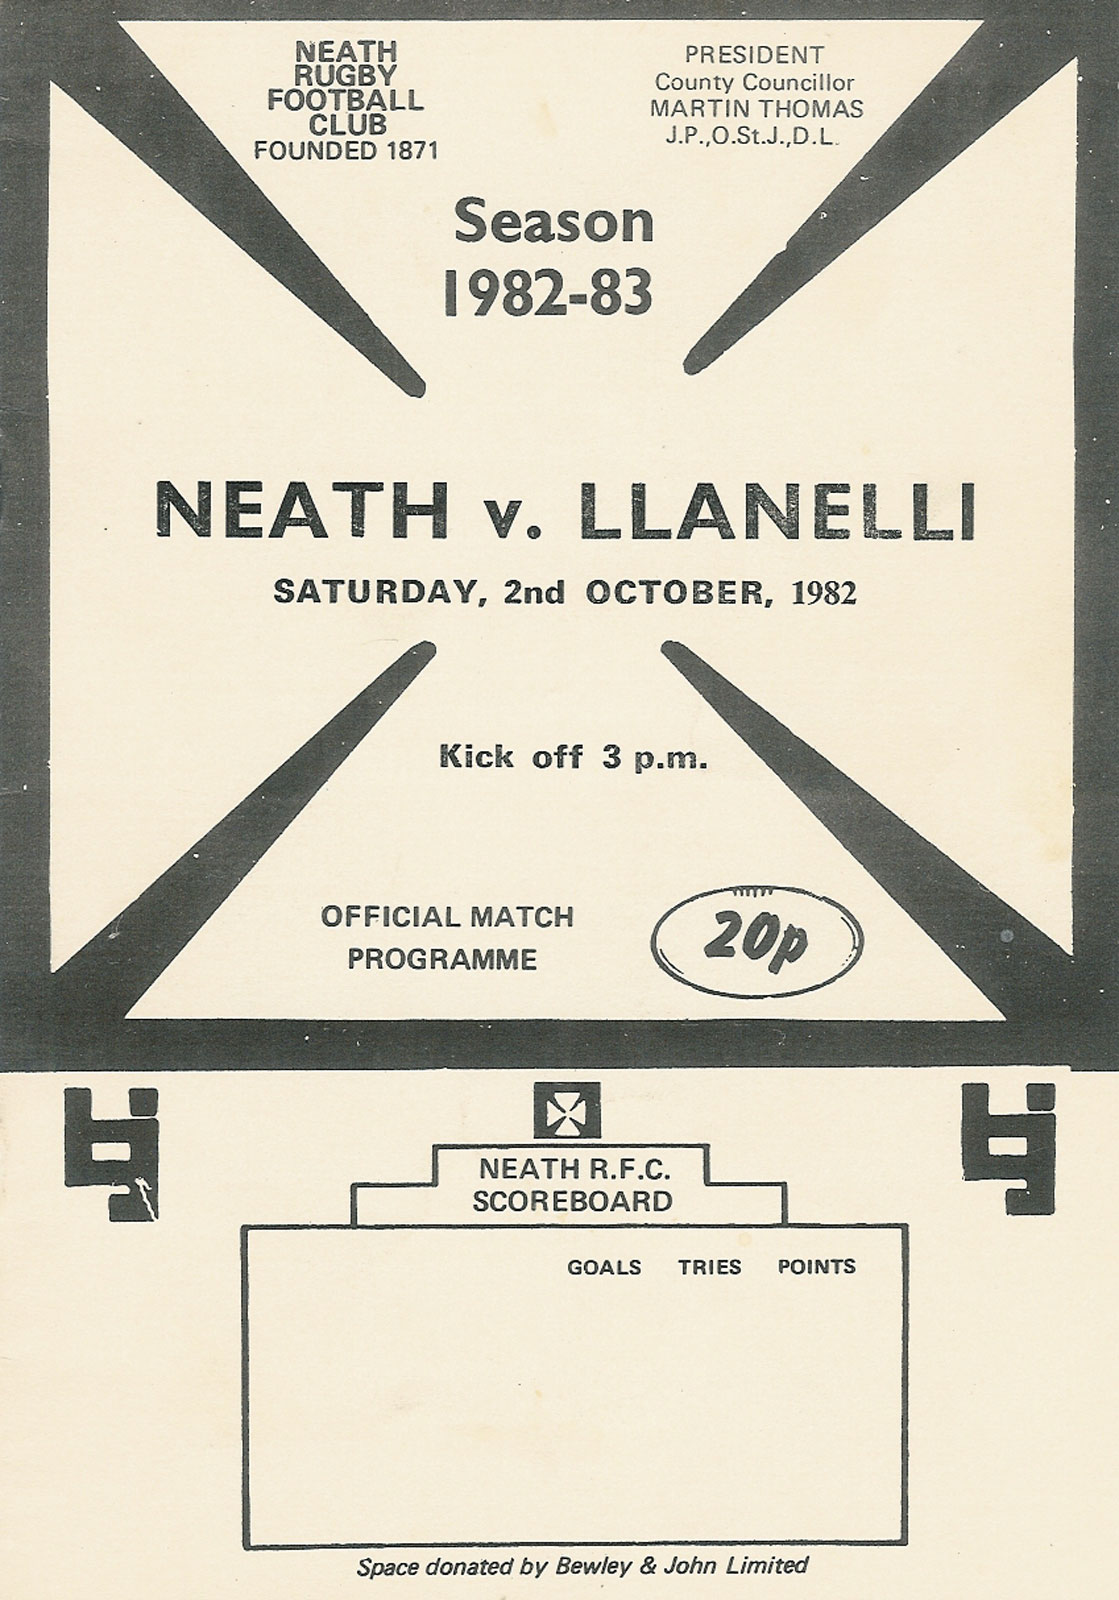 NEATH
RUGBY
FOOTBALL
CLUB
FOUNDED 1871
PRESIDENT
County Councillor
MARTIN THOMAS
J.P.,O.St.J.,D.L.
Season
1982-83
NEATH v. LLANELLI
SATURDAY, 2nd OCTOBER, 1982
Kick off 3 p.m.
OFFICIAL MATCH
PROGRAMME
20p
NEATH R.F.C.
SCOREBOARD
GOALS TRIES POINTS
Space donated by Bewley & John Limited